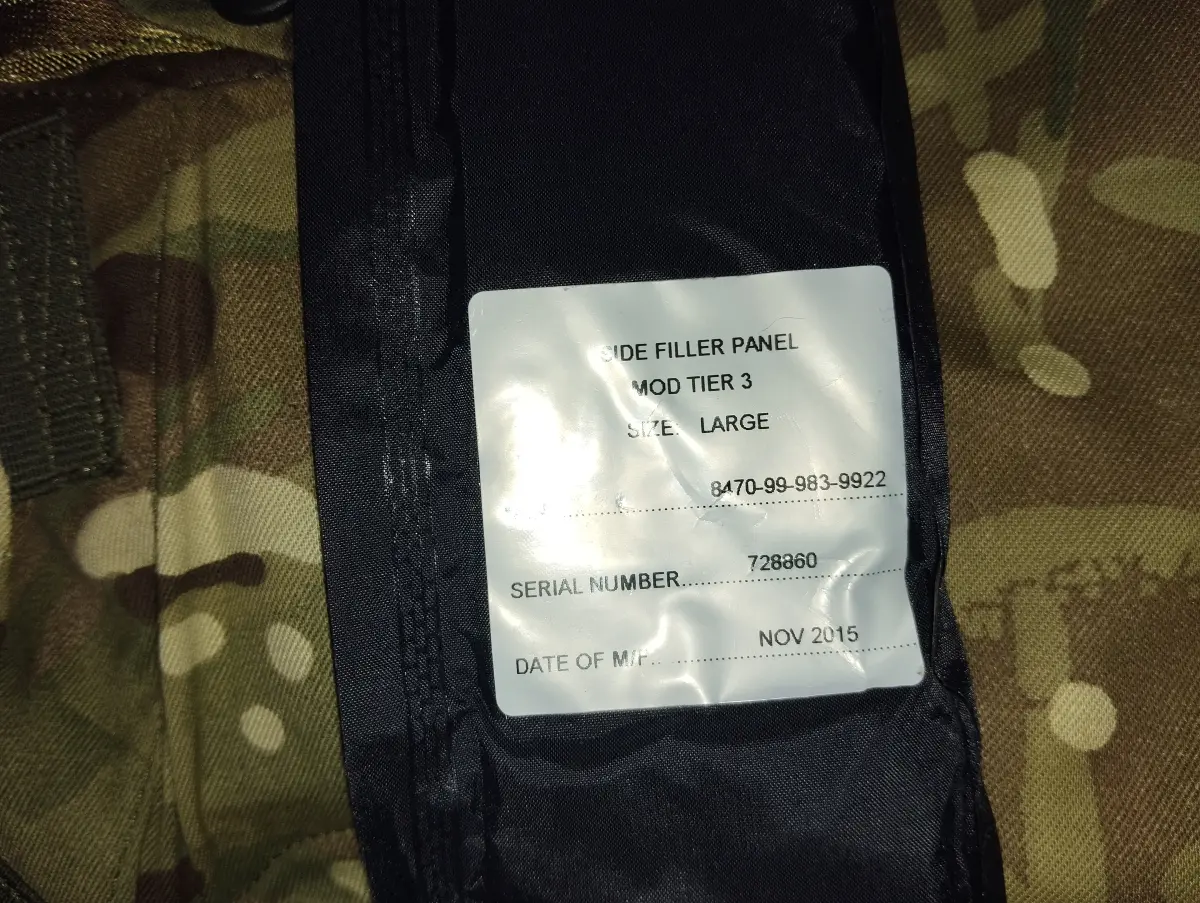 SIDE FILLER PANEL
MOD TIER 3
SIZE: LARGE
8470-99-983-9922
SERIAL NUMBER.......... 728860
DATE OF M/F.......... NOV 2015